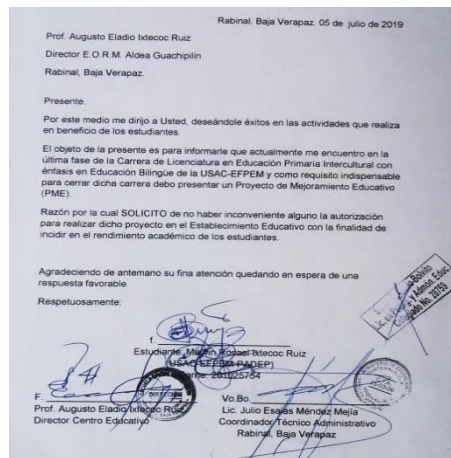 Rabinal, Baja Verapaz. 05 de julio de 2019
Prof. Augusto Eladio Ixtecoc Ruiz
Director E.O.R.M. Aldea Guachipilin
Rabinal, Baja Verapaz.
Presente.
Por este medio me dirijo a Usted, deseándole éxitos en las actividades que realiza
en beneficio de los estudiantes.
El objeto de la presente es para informarle que actualmente me encuentro en la
última fase de la Carrera de Licenciatura en Educación Primaria Intercultural con
énfasis en Educación Bilingüe de la USAC-EFPEM y como requisito indispensable
para cerrar dicha carrera debo presentar un Proyecto de Mejoramiento Educativo
(PME).
Razón por la cual SOLICITO de no haber inconveniente alguno la autorización
para realizar dicho proyecto en el Establecimiento Educativo con la finalidad de
incidir en el rendimiento académico de los estudiantes.
Agradeciendo de antemano su fina atención quedando en espera de una
respuesta favorable.
Respetuosamente:
y Admón. Educ.
Colegiado No. 28759
f.
Estudiante: Ixtecoc Ruiz
(USAC-EFPEM-PADEP)
F.
Prof. Augusto Eladio Ixtecoc Ruiz
Director Centro Educativo
DIRECCION
Vo.Bo.
Lic. Julio Esaías Méndez Mejía
Coordinador Técnico Administrativo
Rabinal, Baja Verapaz